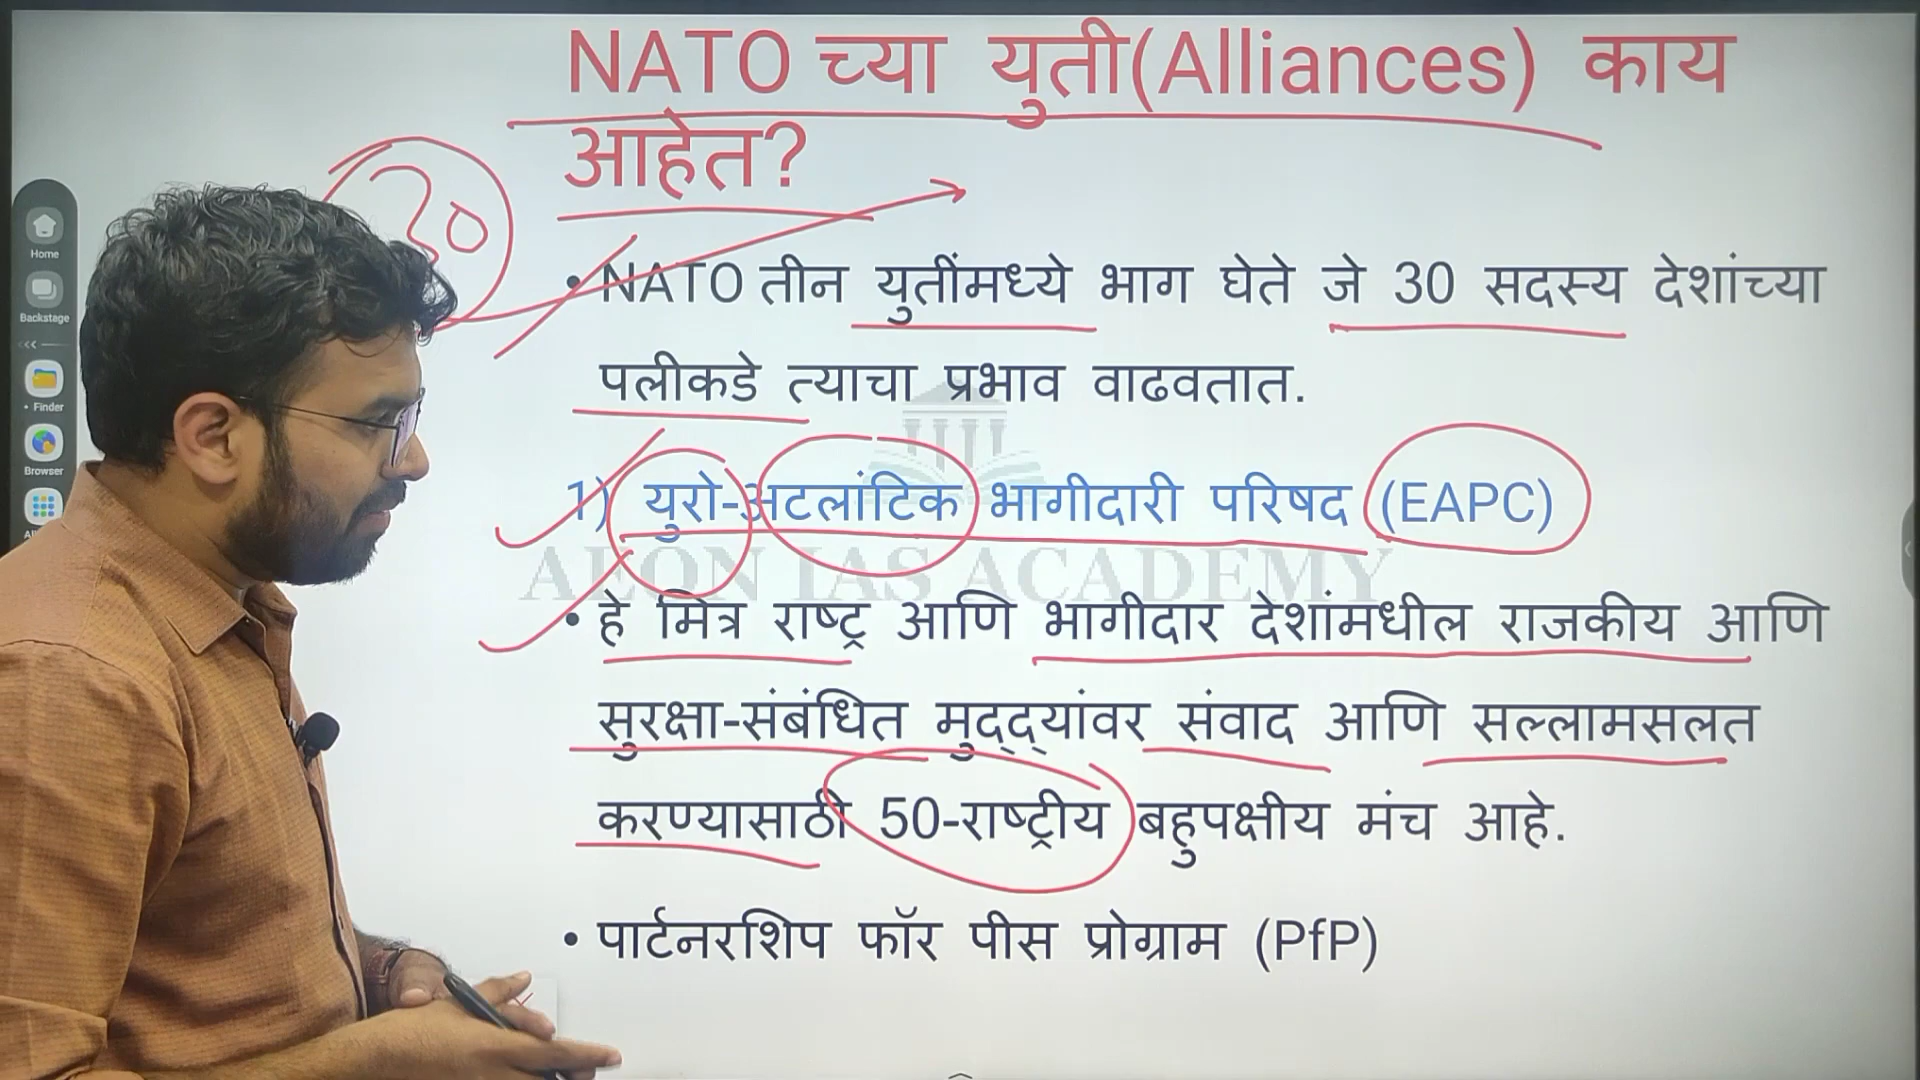 NATO च्या युती(Alliances) काय
आहेत?
30
• NATO तीन युतींमध्ये भाग घेते जे 30 सदस्य देशांच्या
पलीकडे त्याचा प्रभाव वाढवतात.
1) युरो-अटलांटिक भागीदारी परिषद (EAPC)
AEON IAS ACADEMY
• हे मित्र राष्ट्र आणि भागीदार देशांमधील राजकीय आणि
सुरक्षा-संबंधित मुद्द्यांवर संवाद आणि सल्लामसलत
करण्यासाठी 50-राष्ट्रीय बहुपक्षीय मंच आहे.
• पार्टनरशिप फॉर पीस प्रोग्राम (PfP)
Home
Backstage
Finder
Browser